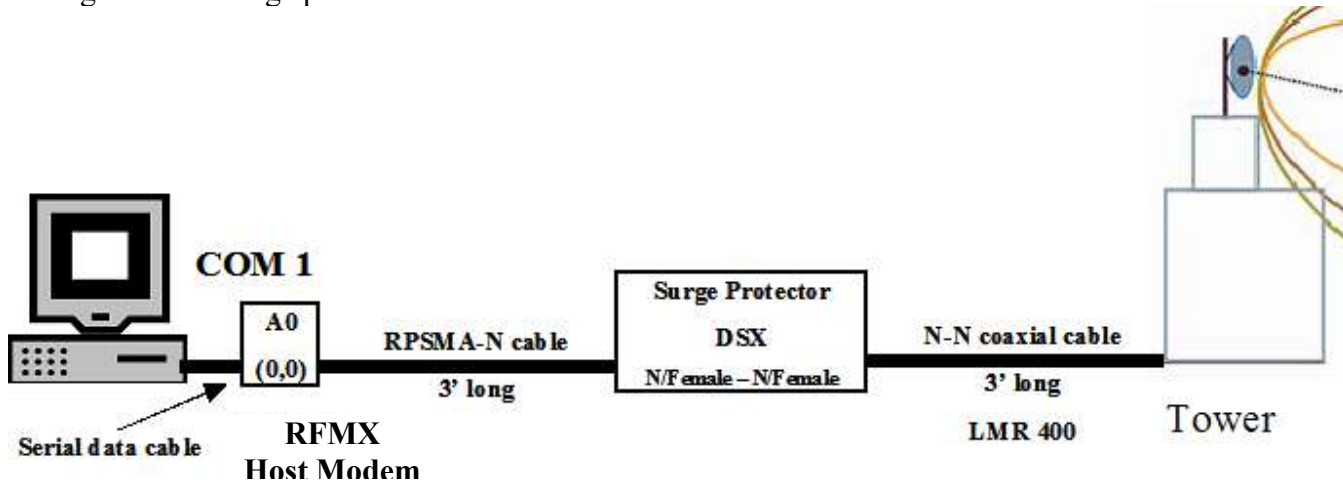 COM 1
A0
(0,0)
Serial data cable
RFMX
Host Modem
RPSMA-N cable
3' long
Surge Protector
DSX
N/Female – N/Female
N-N coaxial cable
3' long
LMR 400
Tower